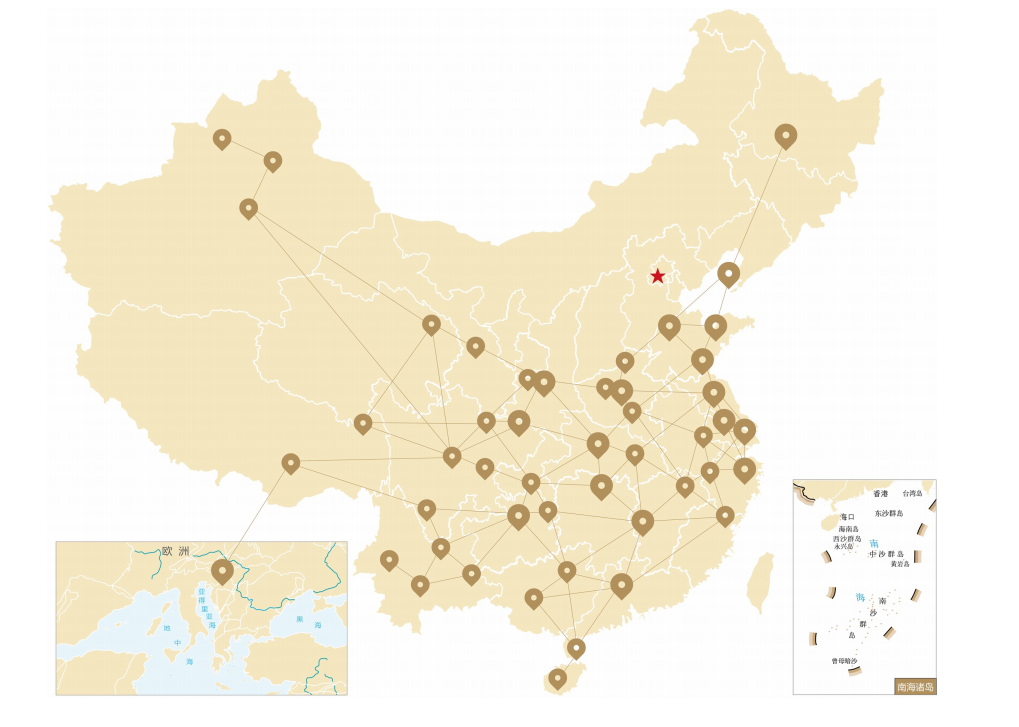 欧 洲
亚得里亚海
黑 海
地中海
香港
台湾岛
海口
东沙群岛
海南岛
西沙群岛
永兴岛
南
中沙群岛
黄岩岛
海
南沙群岛
曾母暗沙
南海诸岛